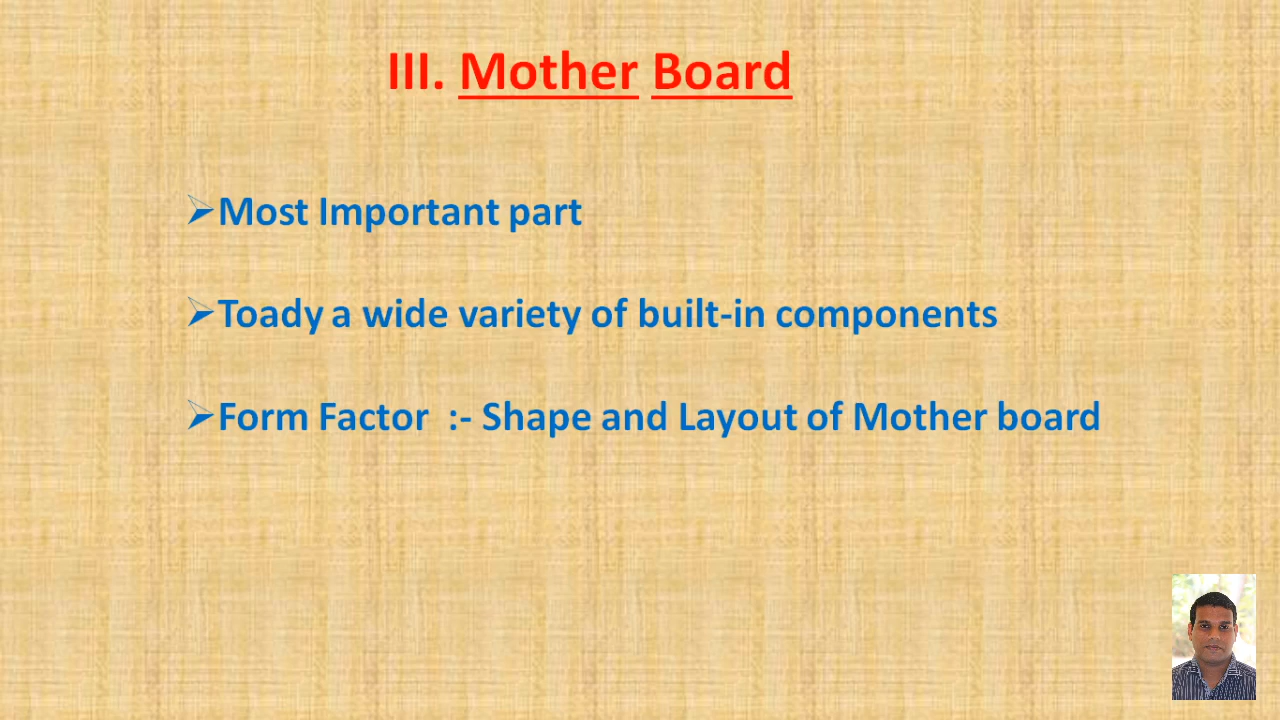 III. Mother Board
➢Most Important part
➢Toady a wide variety of built-in components
➢Form Factor  :- Shape and Layout of Mother board